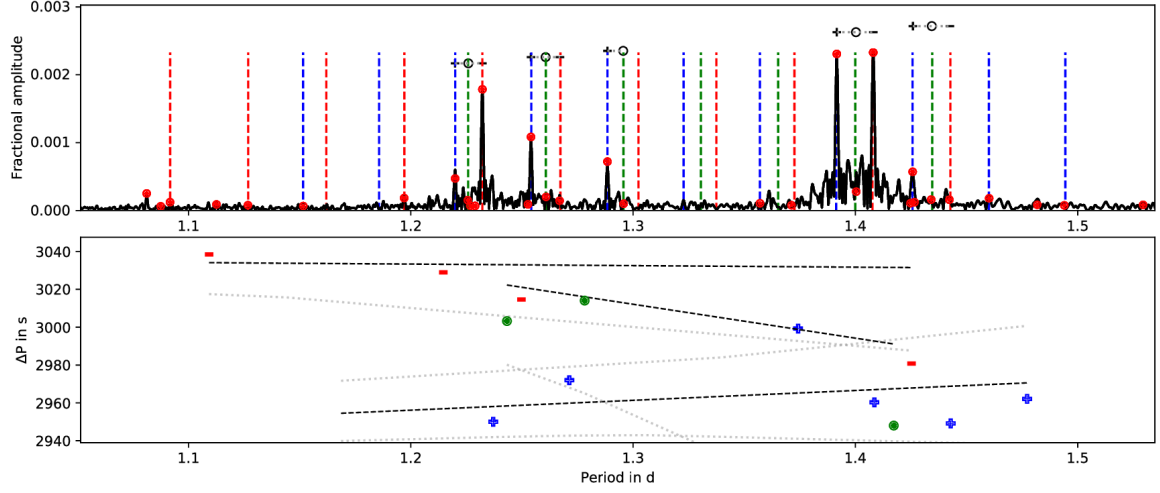 0.003
0.002
0.001
0.000
Fractional amplitude
1.1 1.2 1.3 1.4 1.5
3040
3020
3000
2980
2960
2940
ΔP in s
1.1 1.2 1.3 1.4 1.5
Period in d